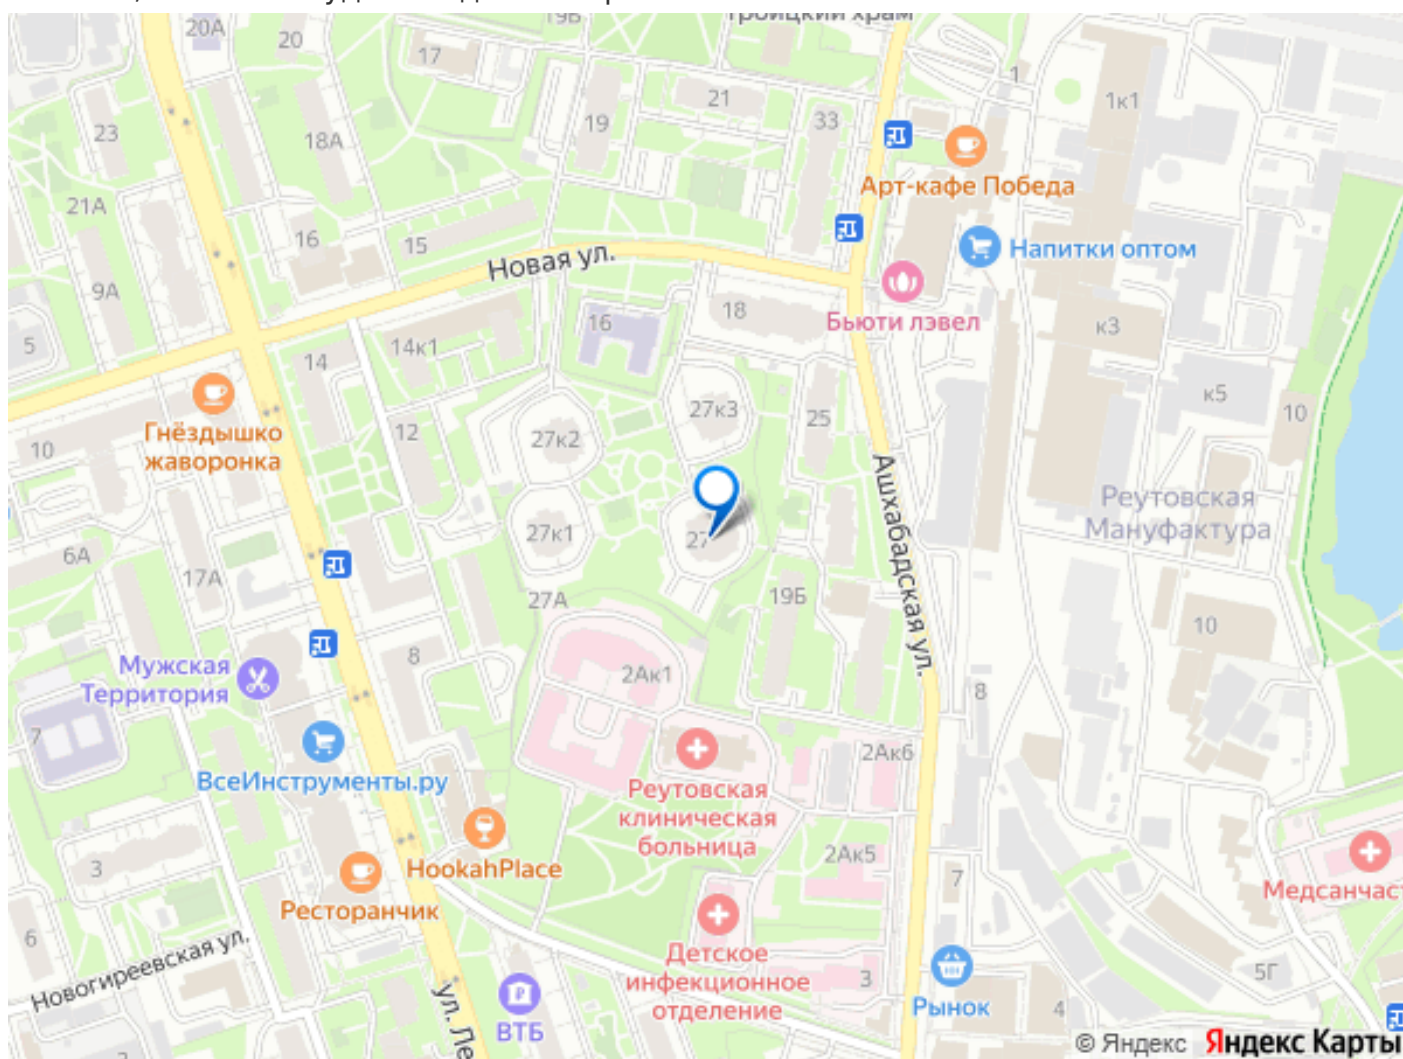 19Б
Троицкий храм
20А
20
17
1
21
1к1
23
19
33
18А
Арт-кафе Победа
21А
16
15
Новая ул.
Напитки оптом
9А
18
16
Бьюти лэвел
к3
5
14
14к1
к5
27к3
10
25
Гнёздышко
жаворонка
12
27к2
10
Ашхабадская ул.
Реутовская
Мануфактура
27к1
27
6А
17А
27А
19Б
10
Мужская
Территория
8
2Ак1
8
7
2Ак6
ВсеИнструменты.ру
Реутовская
клиническая
больница
HookahPlace
3
2Ак5
7
Медсанчаст
Ресторанчик
6
Новогиреевская ул.
Детское
инфекционное
отделение
3
5Г
ул. Ле
ВТБ
Рынок
4
© Яндекс Яндекс Карты